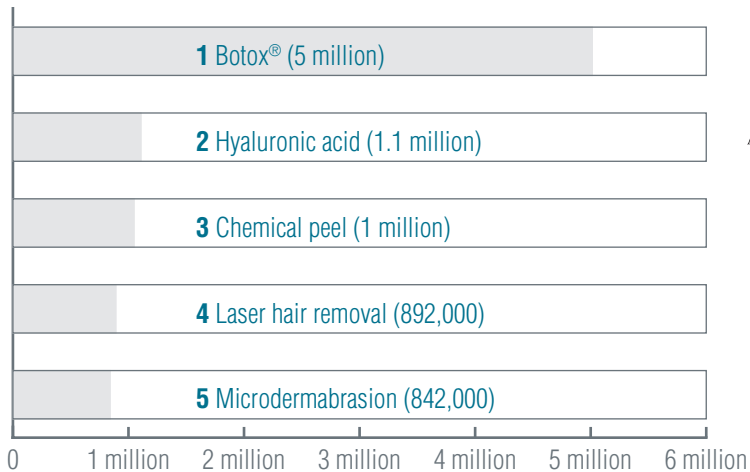 1 Botox® (5 million)
2 Hyaluronic acid (1.1 million)
3 Chemical peel (1 million)
4 Laser hair removal (892,000)
5 Microdermabrasion (842,000)
0 1 million 2 million 3 million 4 million 5 million 6 million